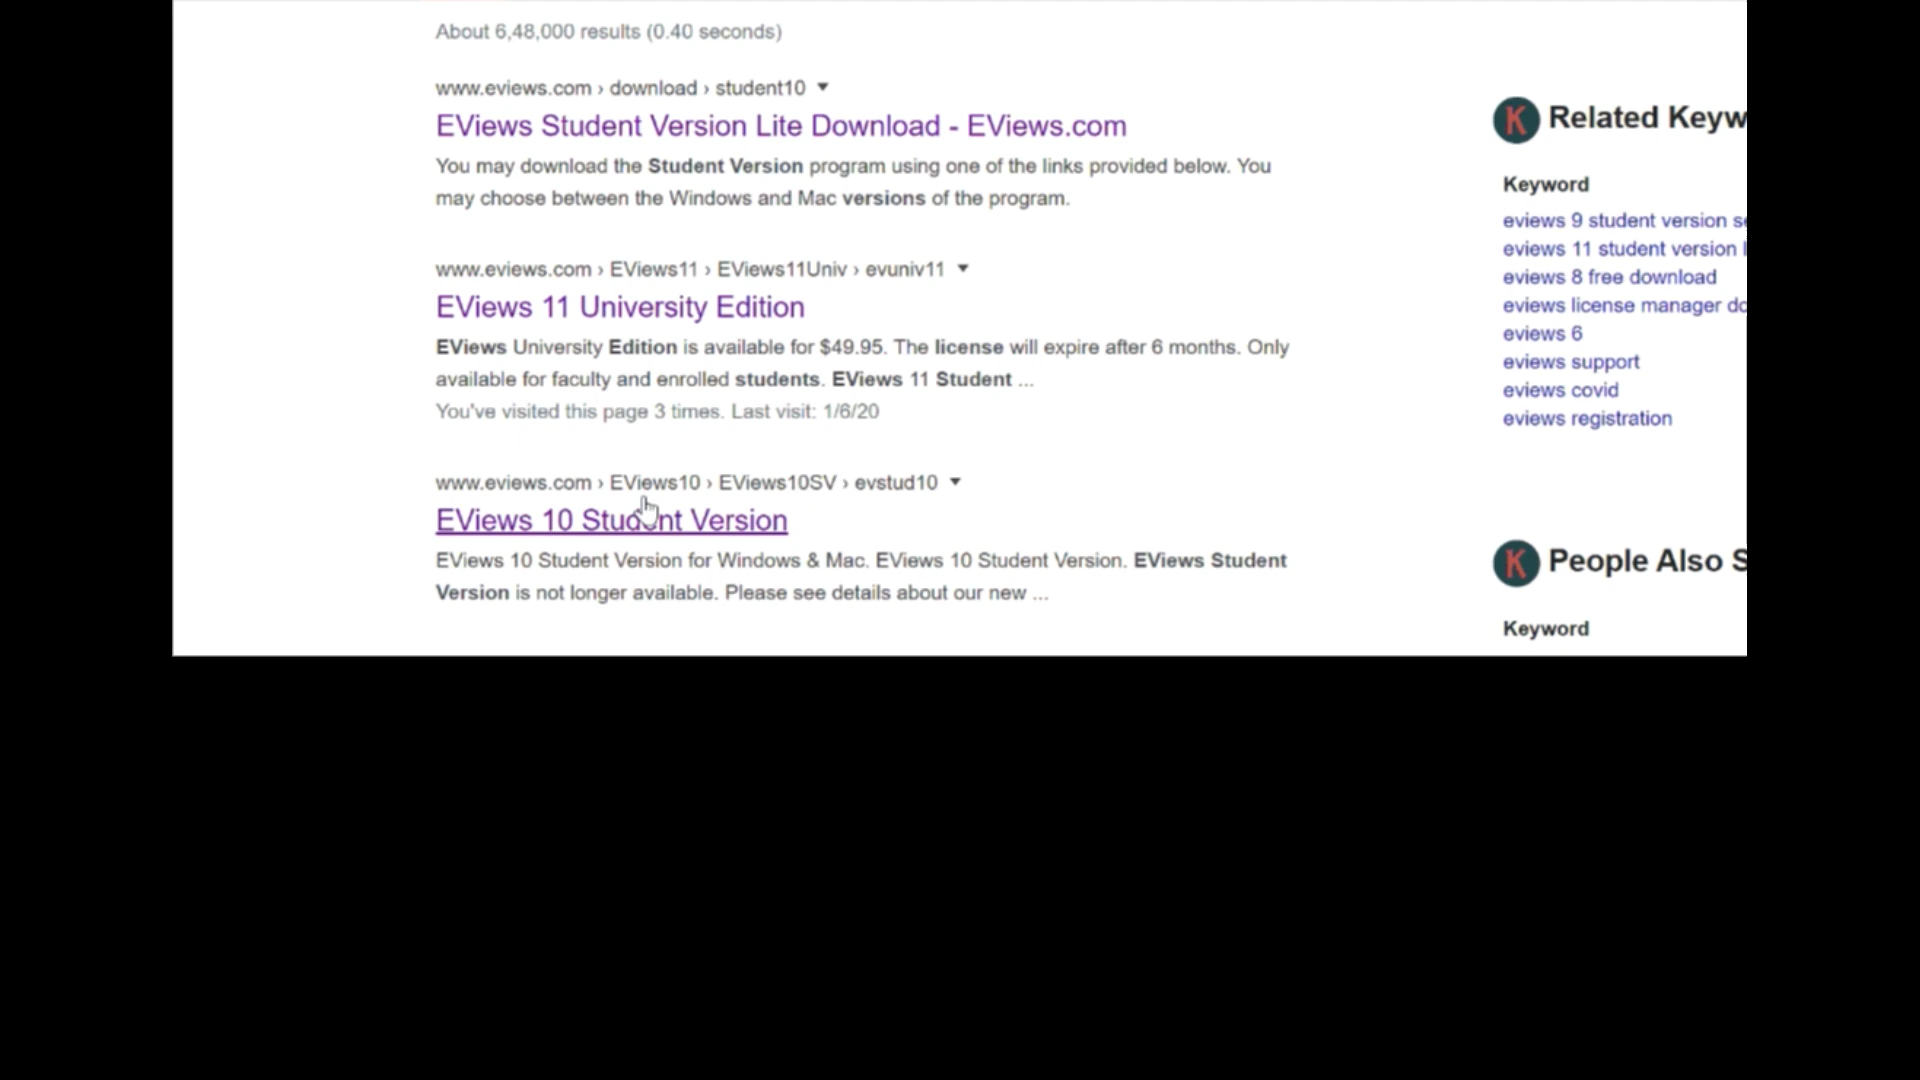 About 6,48,000 results (0.40 seconds)
www.eviews.com › download › student10
EViews Student Version Lite Download - EViews.com
You may download the Student Version program using one of the links provided below. You
may choose between the Windows and Mac versions of the program.
www.eviews.com › EViews11 › EViews11Univ › evuniv11
EViews 11 University Edition
EViews University Edition is available for $49.95. The license will expire after 6 months. Only
available for faculty and enrolled students. EViews 11 Student ...
You've visited this page 3 times. Last visit: 1/6/20
www.eviews.com › EViews10 › EViews10SV › evstud10
EViews 10 Student Version
EViews 10 Student Version for Windows & Mac. EViews 10 Student Version. EViews Student
Version is not longer available. Please see details about our new ...
K Related Keyw
Keyword
eviews 9 student version s
eviews 11 student version l
eviews 8 free download
eviews license manager do
eviews 6
eviews support
eviews covid
eviews registration
K People Also S
Keyword